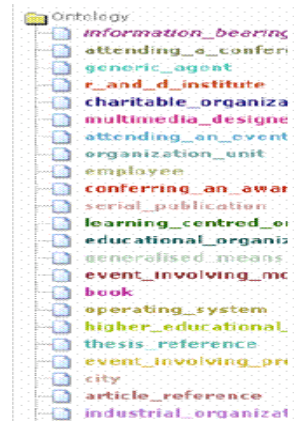 Ontology
information_bearing
attending_a_confer
generic_agent
r_and_d_institute
charitable_organiza
multimedia_designe
attending_an_event
organization_unit
employee
conferring_an_awar
serial_publication
learning_centred_o
educational_organiz
generalised_means
event_involving_mo
book
operating_system
higher_educational_
thesis_reference
event_involving_pro
city
article_reference
industrial_organizat